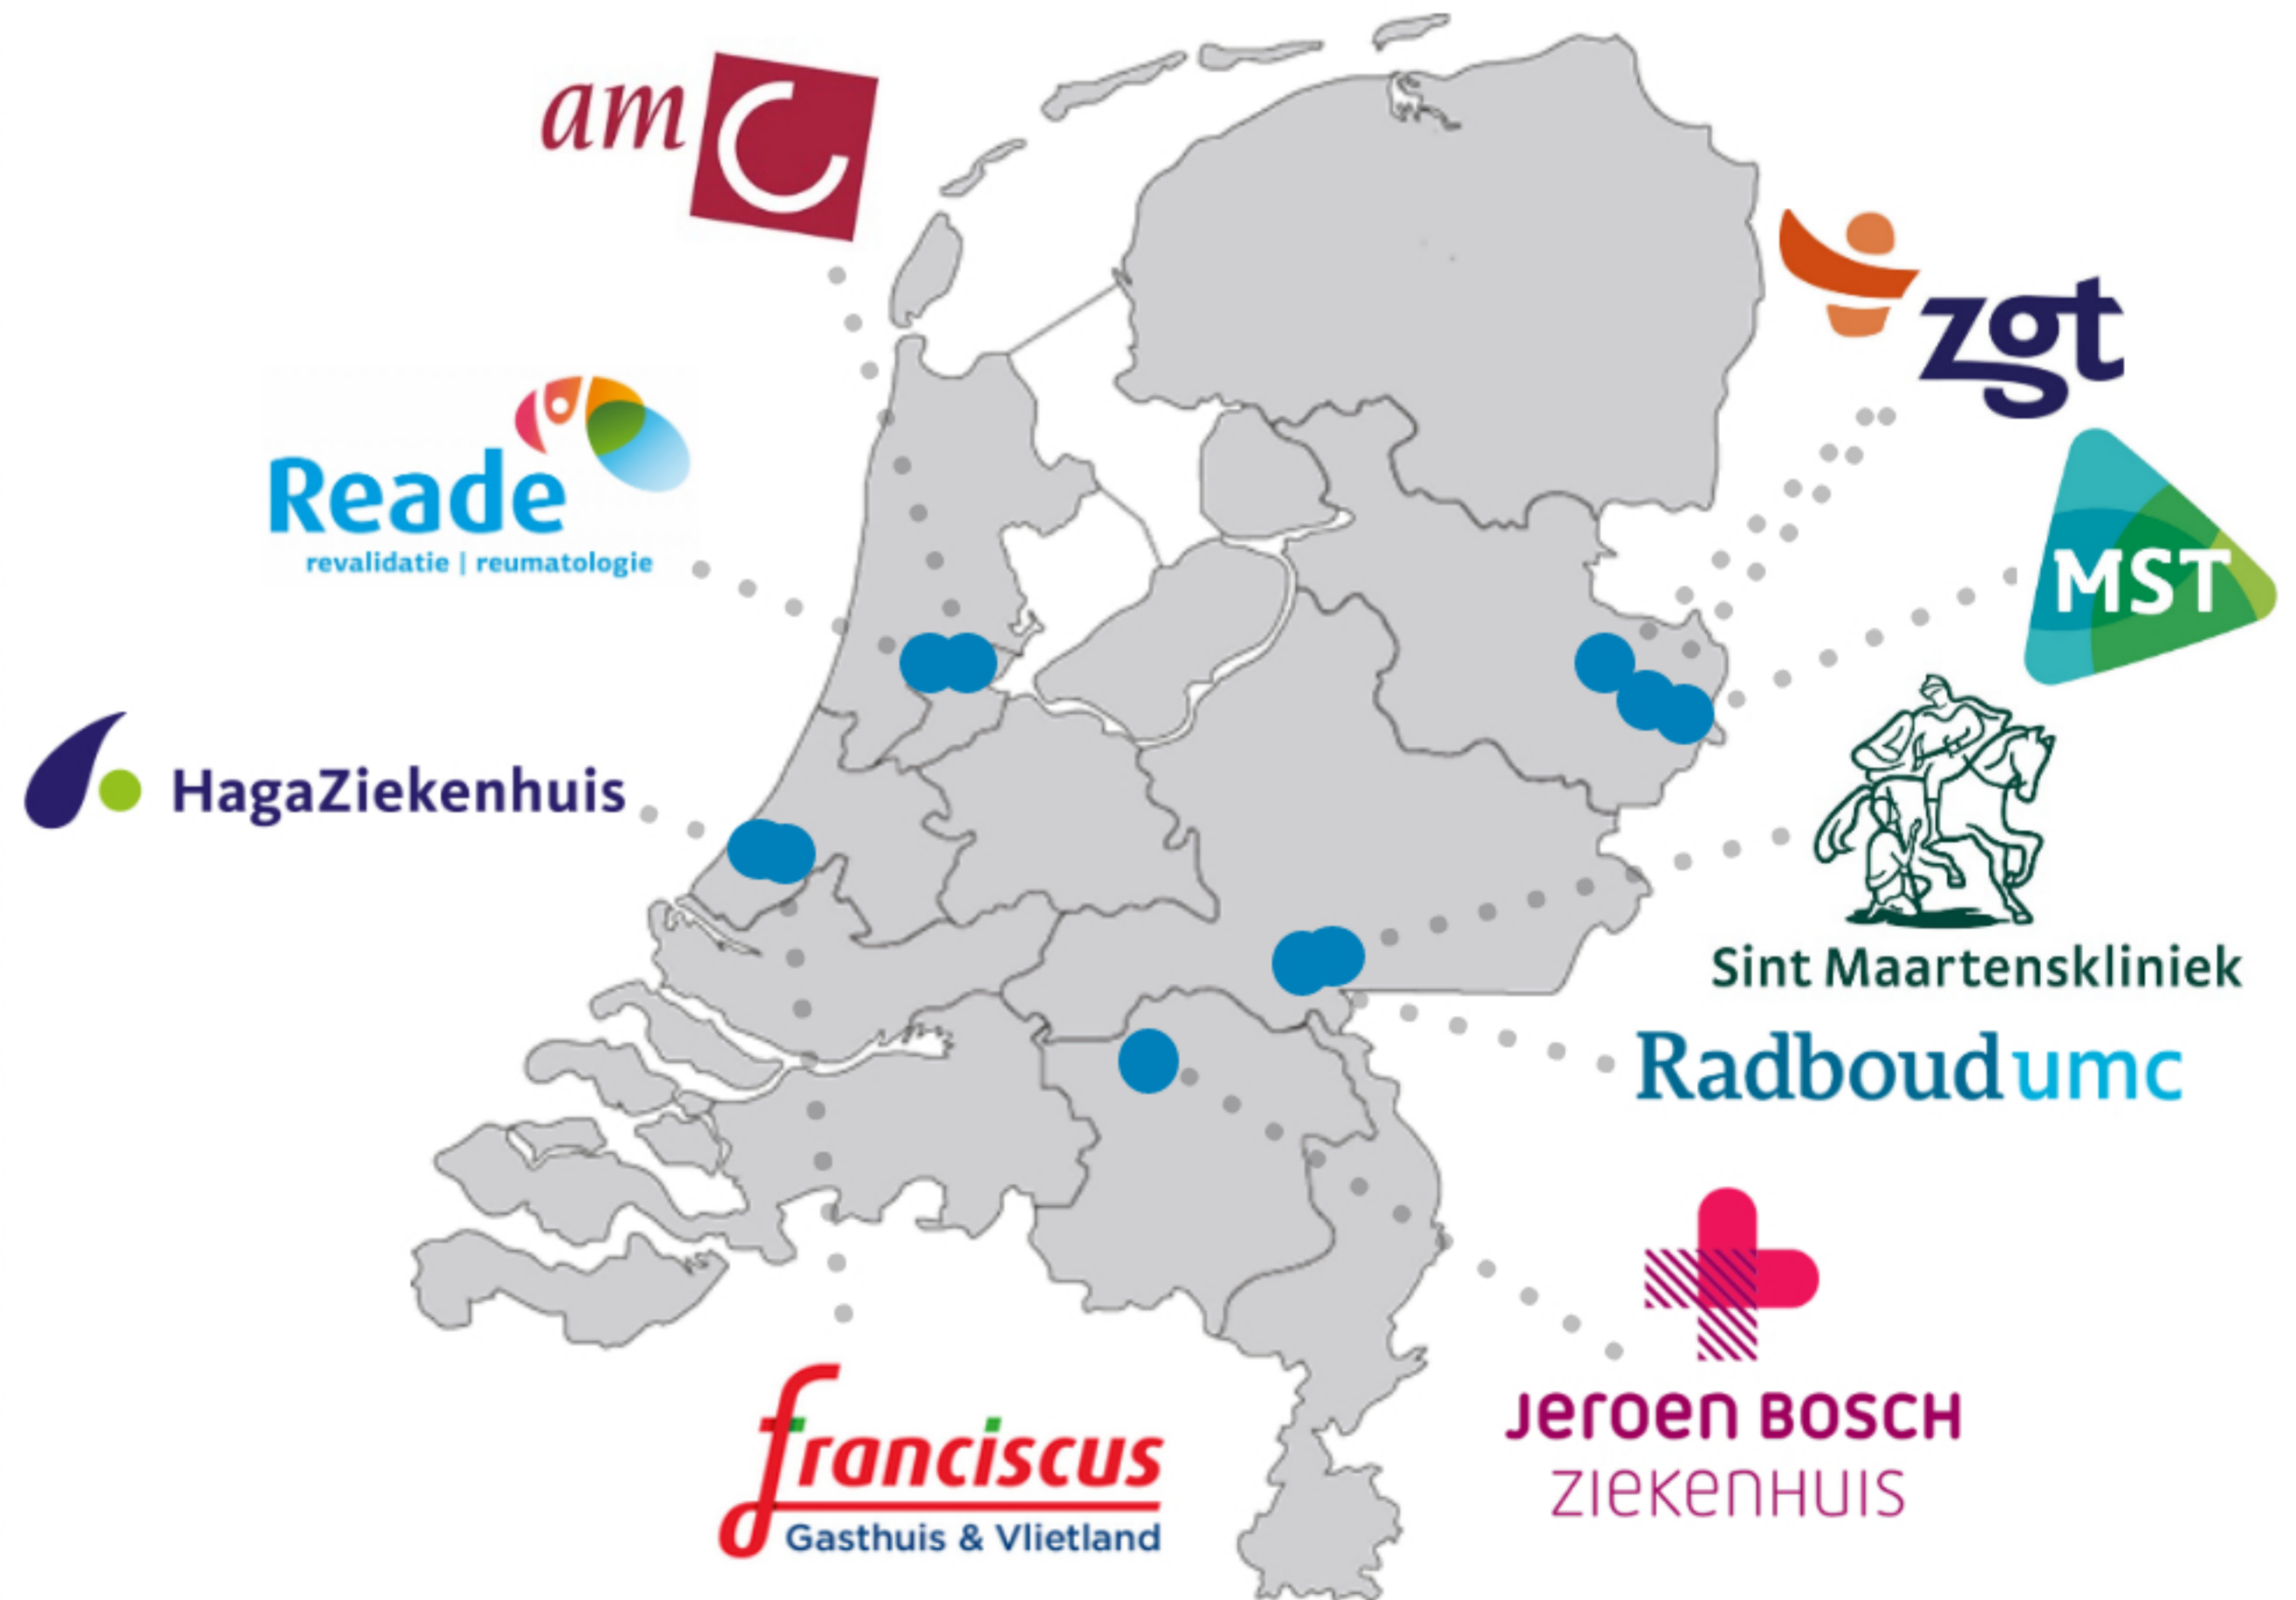 amc
zgt
Reade
revalidatie | reumatologie
MST
HagaZiekenhuis
Sint Maartenskliniek
Radboudumc
Jeroen BOSCH
ZIEKENHUIS
franciscus
Gasthuis & Vlietland